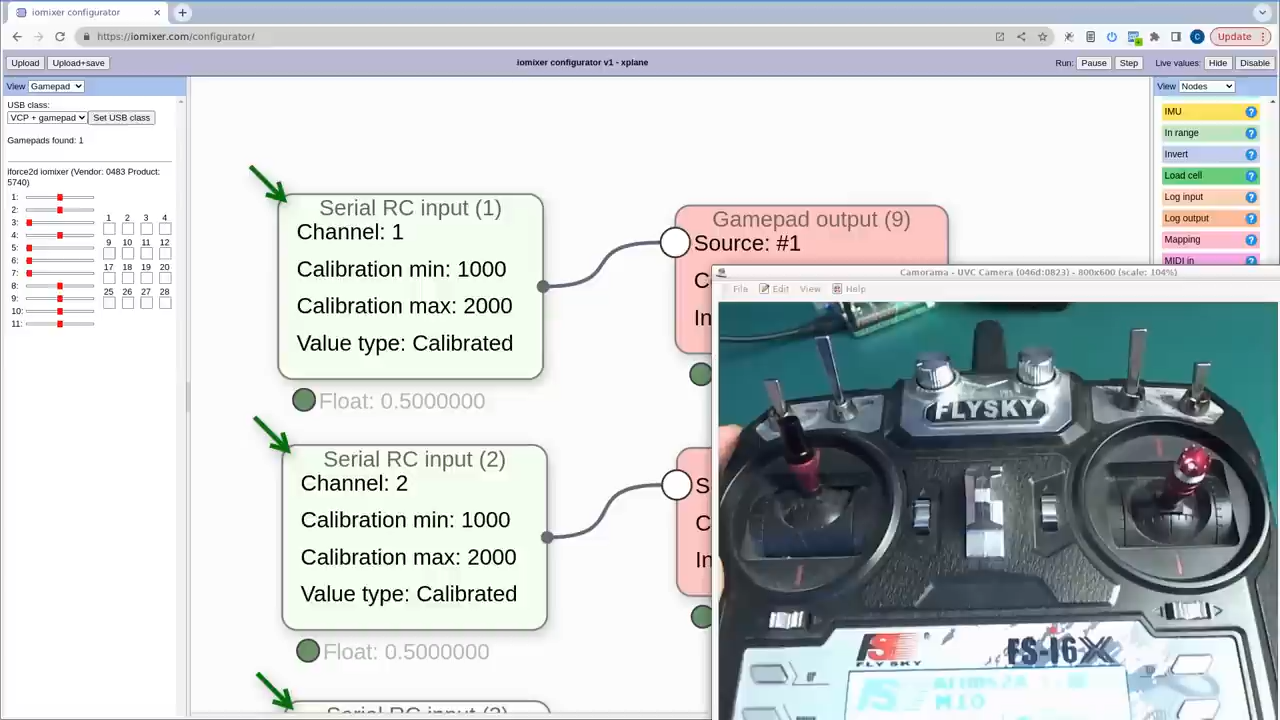 iomixer configurator
https://iomixer.com/configurator/
Update
Upload
Upload+save
iomixer configurator v1 - xplane
Run:
Pause
Step
Live values:
Hide
Disable
View
Gamepad
USB class:
VCP + gamepad
Set USB class
Gamepads found: 1
iforce2d iomixer (Vendor: 0483 Product:
5740)
1:
2:
3:
4:
5:
6:
7:
8:
9:
10:
11:
1 2 3 4
9 10 11 12
17 18 19 20
25 26 27 28
Serial RC input (1)
Channel: 1
Calibration min: 1000
Calibration max: 2000
Value type: Calibrated
Float: 0.5000000
Serial RC input (2)
Channel: 2
Calibration min: 1000
Calibration max: 2000
Value type: Calibrated
Float: 0.5000000
Gamepad output (9)
Source: #1
C
In
S
C
In
View
Nodes
IMU
In range
Invert
Load cell
Log input
Log output
Mapping
MIDI in
Camorama - UVC Camera (046d:0823) - 800x600 (scale: 104%)
File
Edit
View
Help
FLYSKY
FLY SKY
FS-i6X